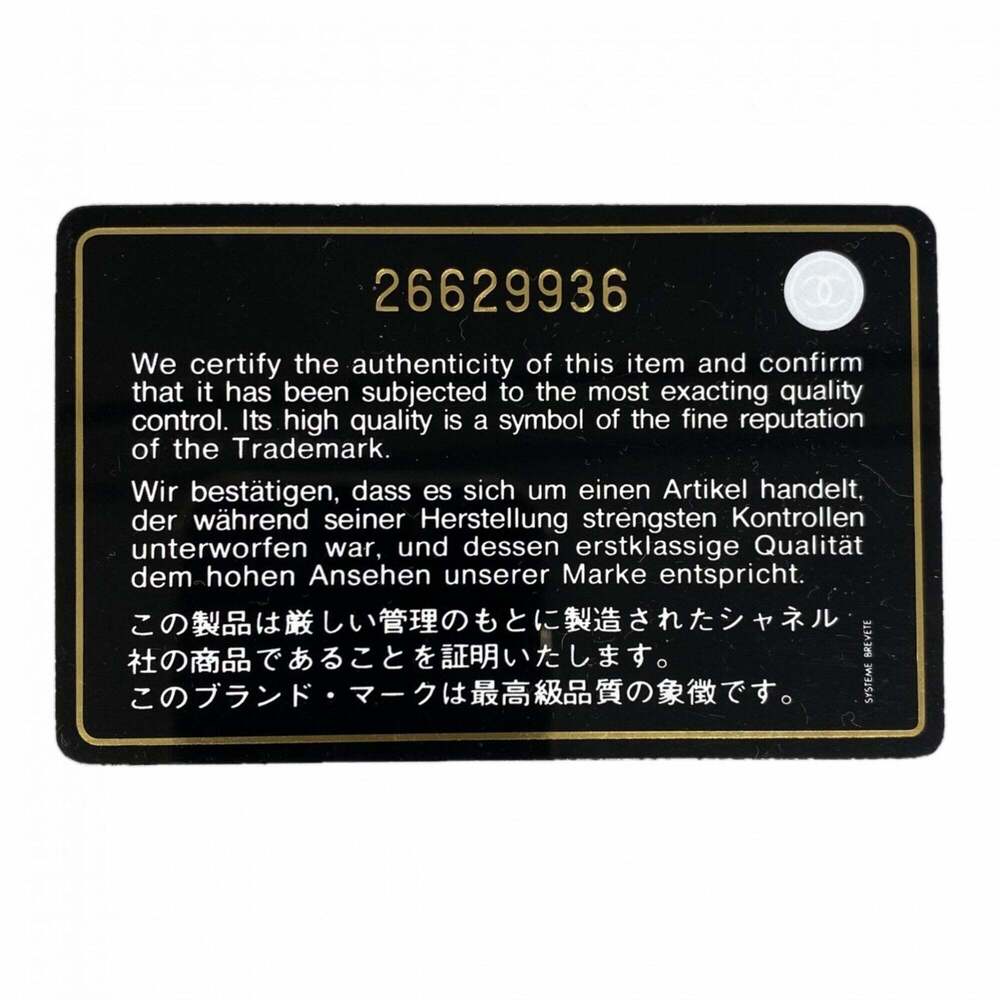 26629936
We certify the authenticity of this item and confirm
that it has been subjected to the most exacting quality
control. Its high quality is a symbol of the fine reputation
of the Trademark.
Wir bestätigen, dass es sich um einen Artikel handelt,
der während seiner Herstellung strengsten Kontrollen
unterworfen war, und dessen erstklassige Qualität
dem hohen Ansehen unserer Marke entspricht.
この製品は厳しい管理のもとに製造されたシャネル
社の商品であることを証明いたします。
このブランド・マークは最高級品質の象徴です。
SYSTEME BREVETE